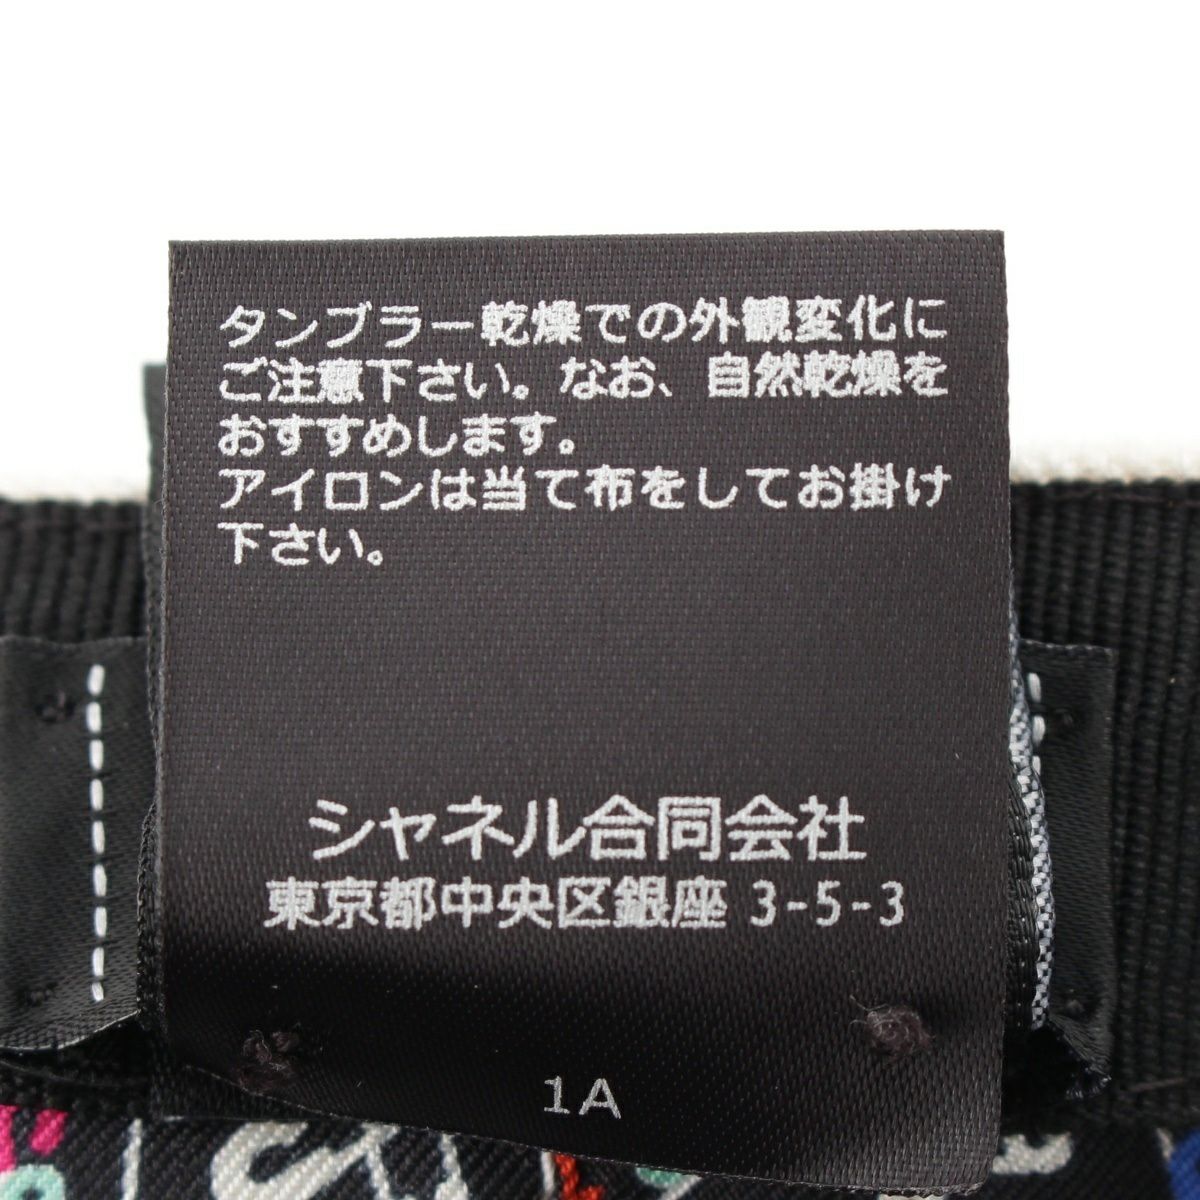 タンブラー乾燥での外観変化に
ご注意下さい。なお、自然乾燥を
おすすめします。
アイロンは当て布をしてお掛け
下さい。
シャネル合同会社
東京都中央区銀座 3-5-3
1A